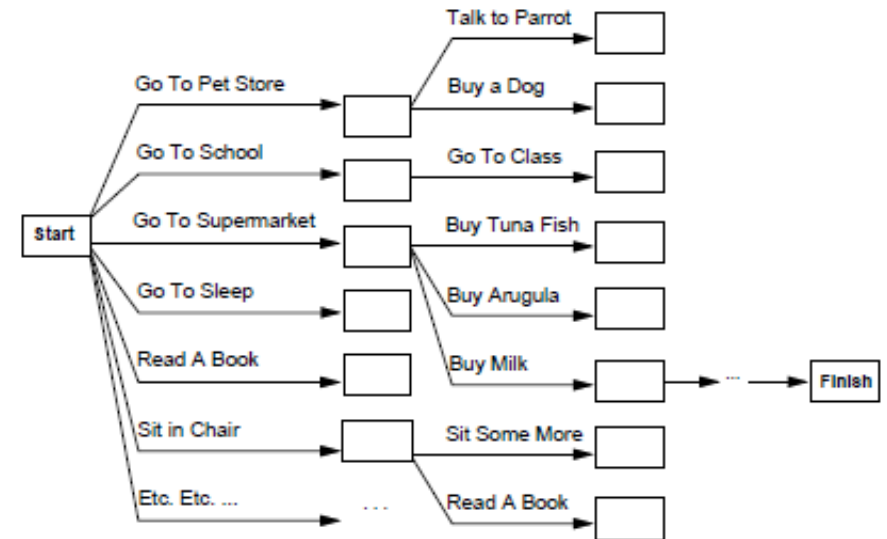 Talk to Parrot
Go To Pet Store
Buy a Dog
Go To School
Go To Class
Go To Supermarket
Buy Tuna Fish
Start
Go To Sleep
Buy Arugula
Read A Book
Buy Milk
...
Finish
Sit in Chair
Sit Some More
Etc. Etc. ...
...
Read A Book